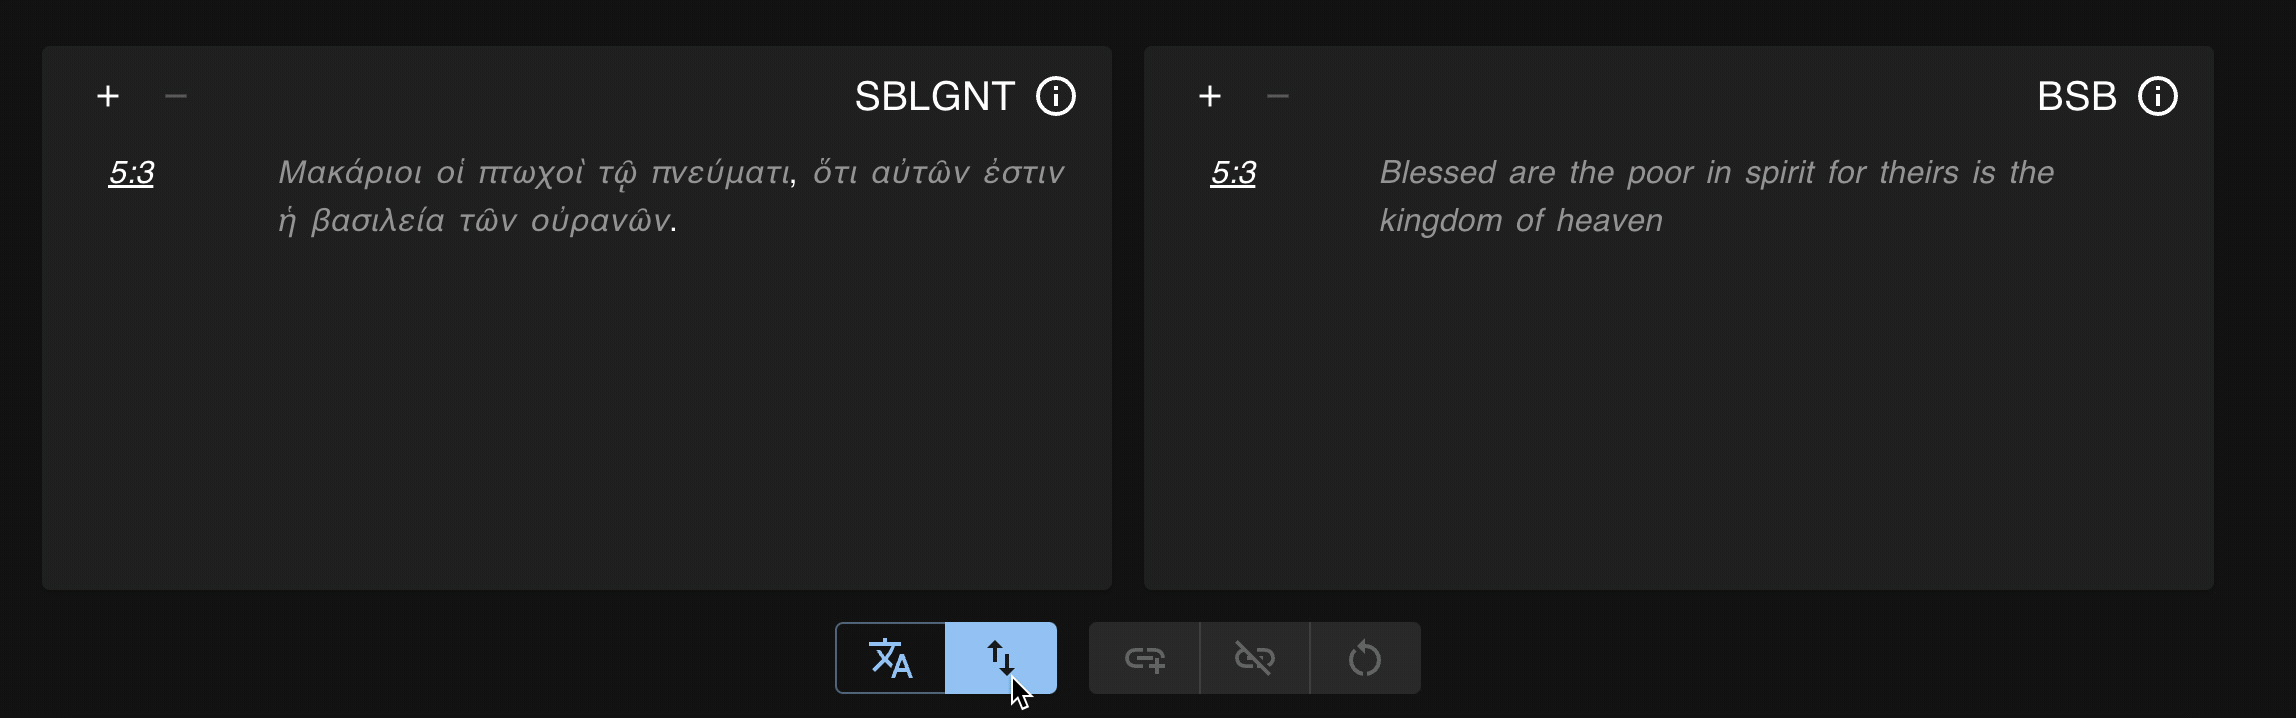 SBLGNT
5:3 Μακάριοι οἱ πτωχοὶ τῷ πνεύματι, ὅτι αὐτῶν ἐστιν
ἡ βασιλεία τῶν οὐρανῶν.
BSB
5:3 Blessed are the poor in spirit for theirs is the
kingdom of heaven